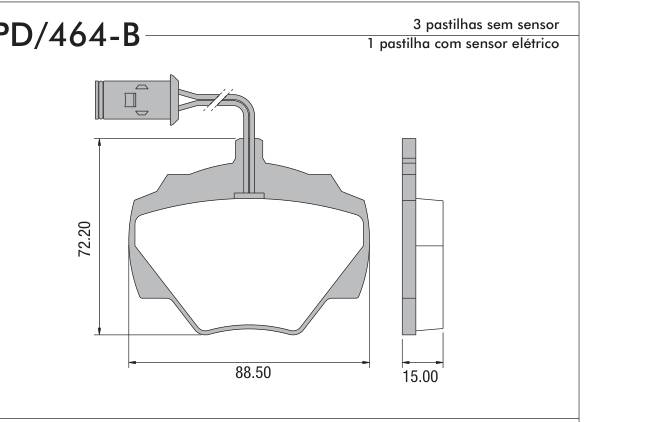 PD/464-B
3 pastilhas sem sensor
1 pastilha com sensor elétrico
72.20
88.50
15.00